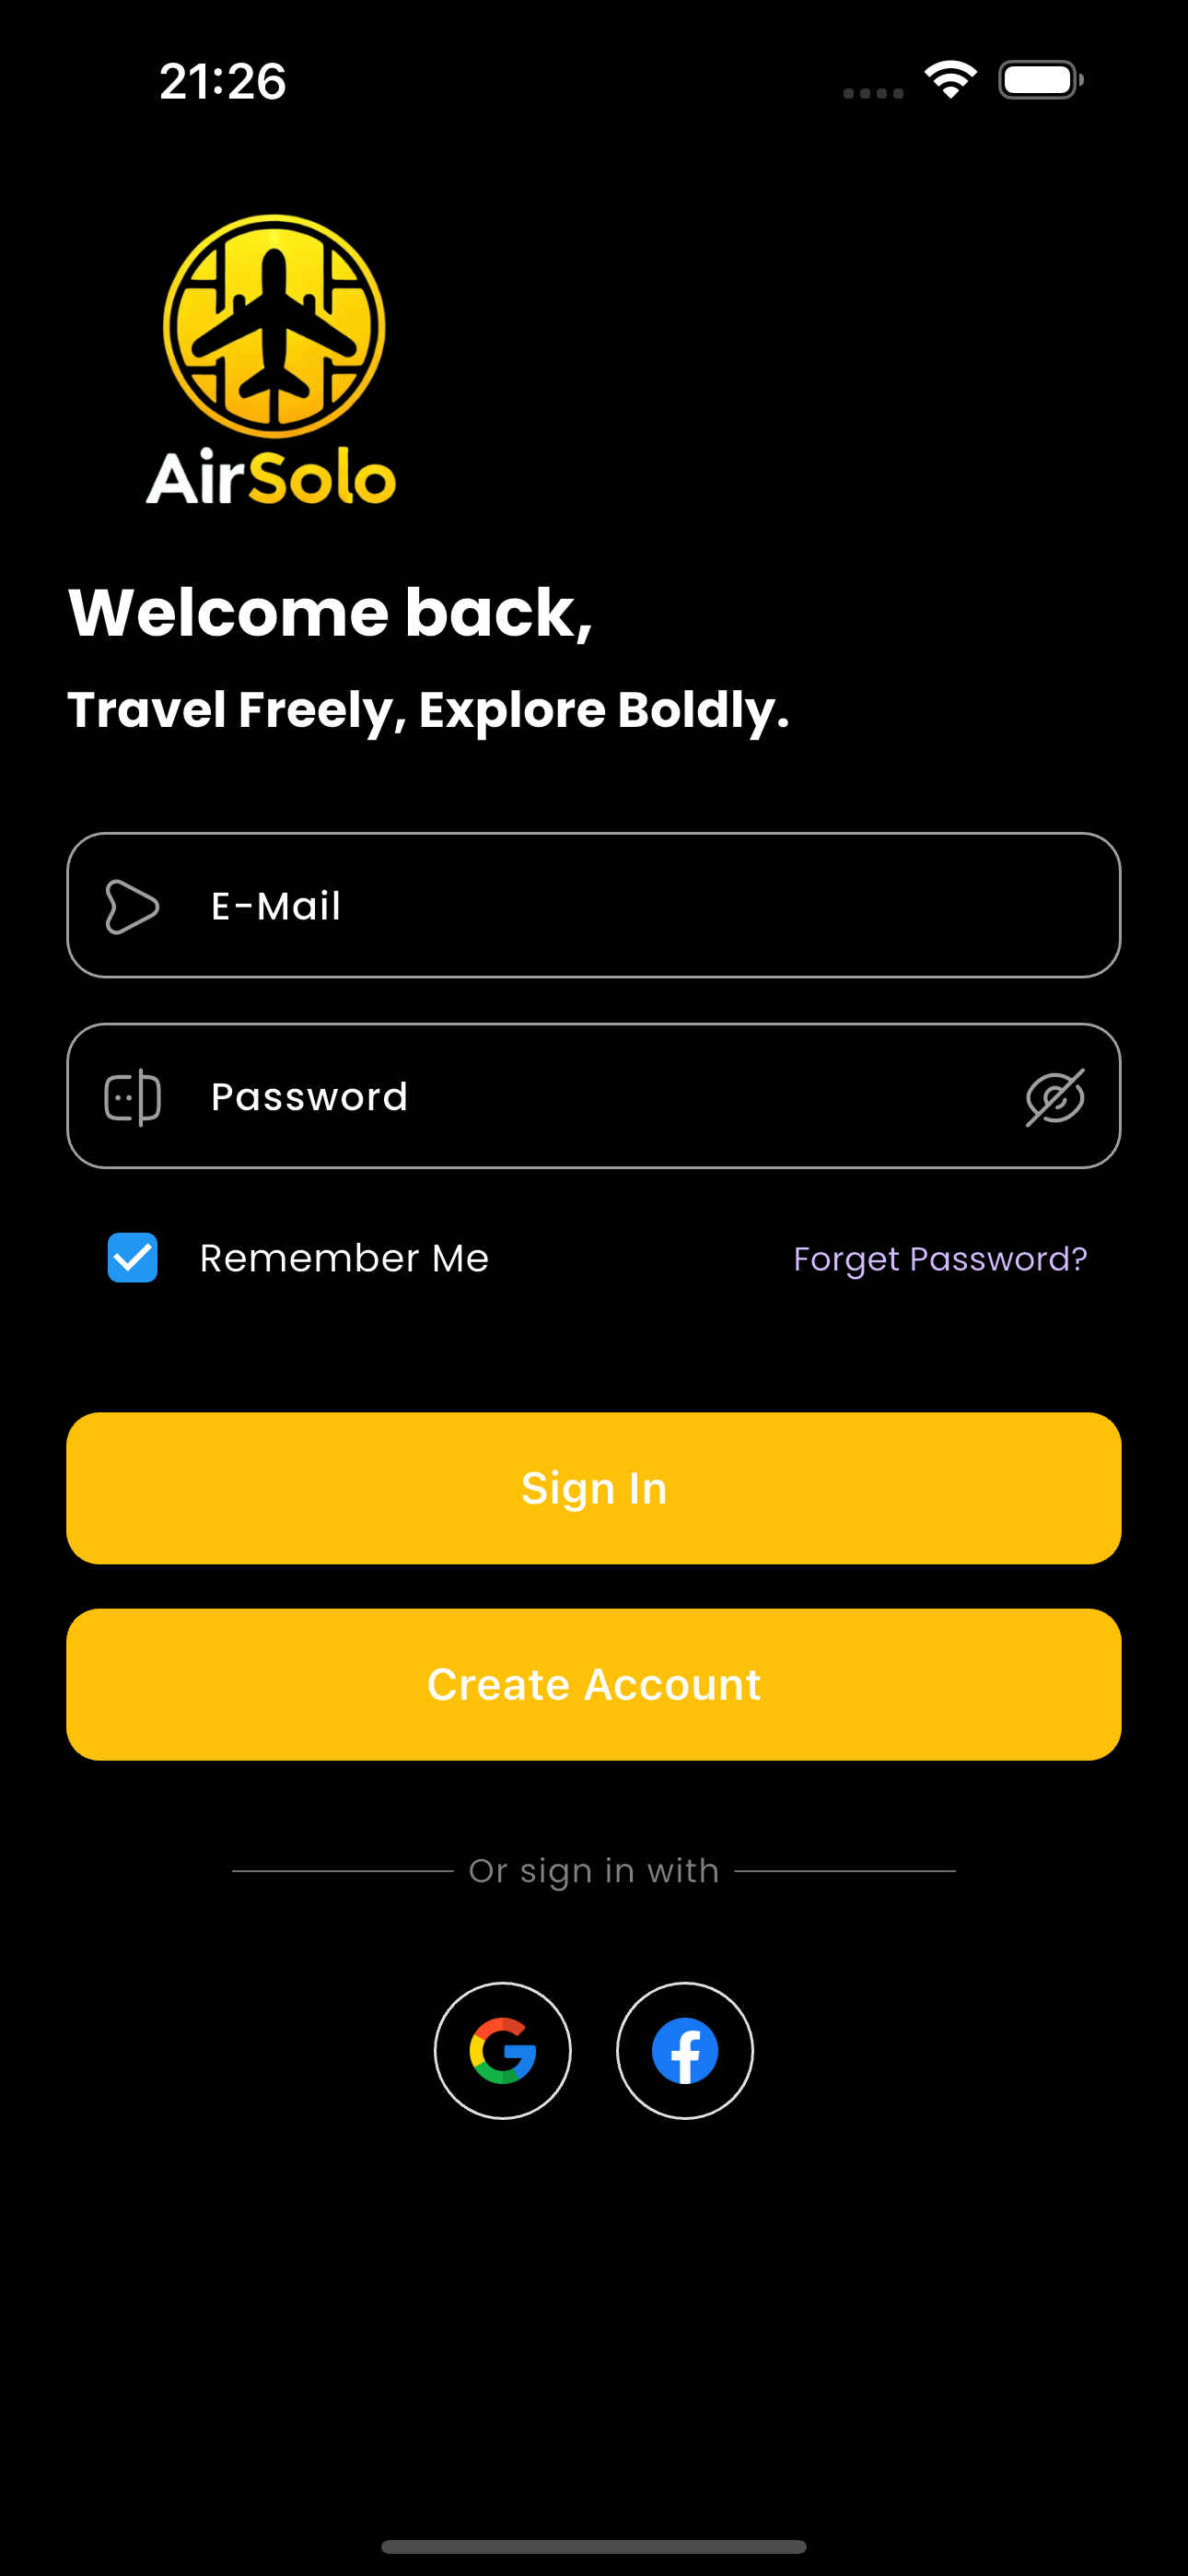 21:26
AirSolo
Welcome back,
Travel Freely, Explore Boldly.
E-Mail
Password
Remember Me
Forget Password?
Sign In
Create Account
Or sign in with